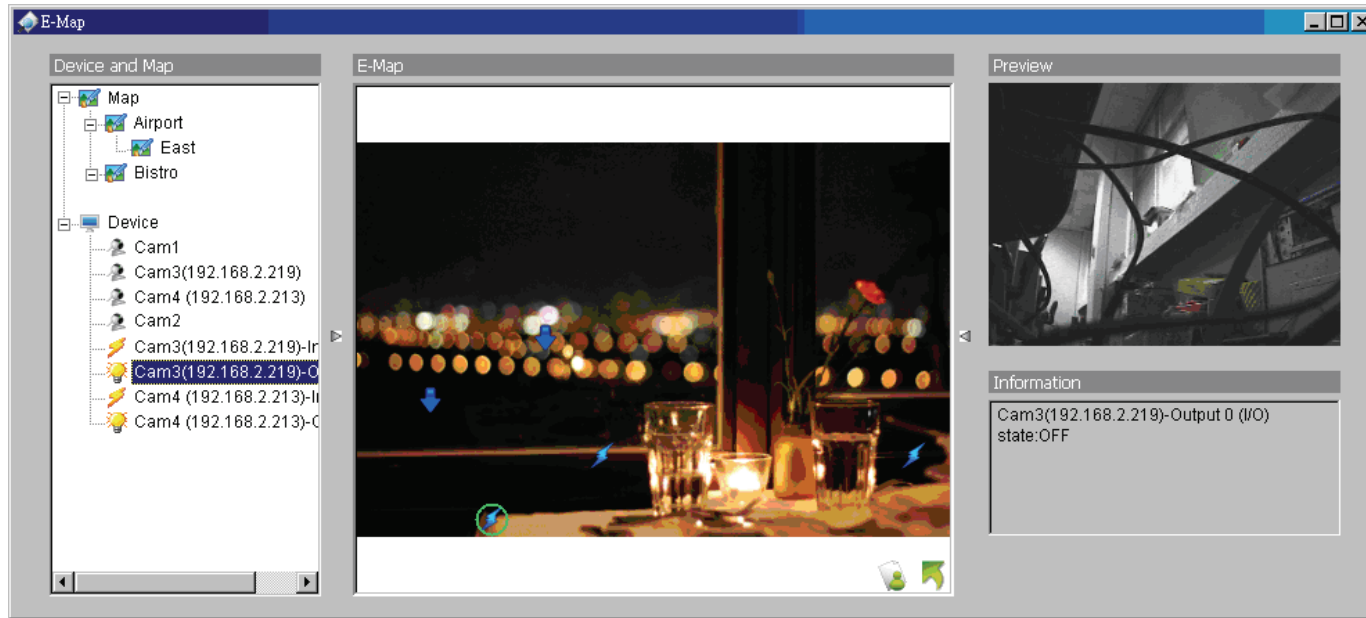 E-Map
Device and Map
Map
Airport
East
Bistro
Device
Cam1
Cam3(192.168.2.219)
Cam4 (192.168.2.213)
Cam2
Cam3(192.168.2.219)-In
Cam3(192.168.2.219)-O
Cam4 (192.168.2.213)-I
Cam4 (192.168.2.213)-O
E-Map
Preview
Information
Cam3(192.168.2.219)-Output 0 (I/O)
state:OFF